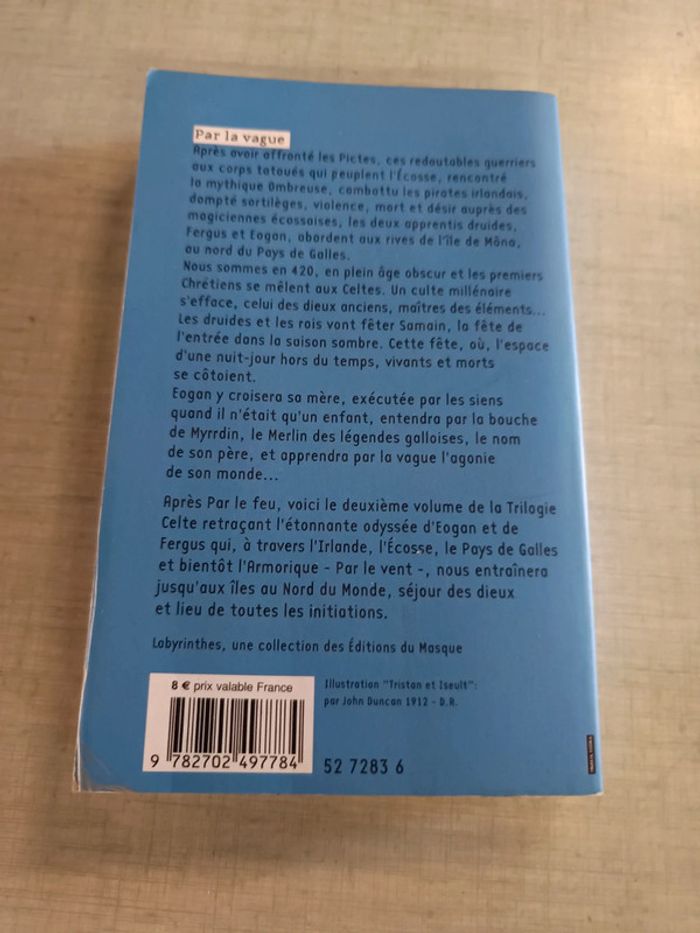 Par la vague
Après avoir affronté les Pictes, ces redoutables guerriers
aux corps tatoués qui peuplent l'Écosse, rencontré
la mythique Ombreuse, combattu les pirates irlandais,
dompté sortilèges, violence, mort et désir auprès des
magiciennes écossaises, les deux apprentis druides,
Fergus et Eogan, abordent aux rives de l'île de Môna,
au nord du Pays de Galles.
Nous sommes en 420, en plein âge obscur et les premiers
Chrétiens se mêlent aux Celtes. Un culte millénaire
s'efface, celui des dieux anciens, maîtres des éléments...
Les druides et les rois vont fêter Samain, la fête de
l'entrée dans la saison sombre. Cette fête, où, l'espace
d'une nuit-jour hors du temps, vivants et morts
se côtoient.
Eogan y croisera sa mère, exécutée par les siens
quand il n'était qu'un enfant, entendra par la bouche
de Myrrdin, le Merlin des légendes galloises, le nom
de son père, et apprendra par la vague l'agonie
de son monde...
Après Par le feu, voici le deuxième volume de la Trilogie
Celte retraçant l'étonnante odyssée d'Eogan et de
Fergus qui, à travers l'Irlande, l'Écosse, le Pays de Galles
et bientôt l'Armorique - Par le vent -, nous entraînera
jusqu'aux îles au Nord du Monde, séjour des dieux
et lieu de toutes les initiations.
Labyrinthes, une collection des Éditions du Masque
8 € prix valable France
Illustration "Tristan et Iseult":
par John Duncan 1912 - D.R.
9 782702 497784
52 7283 6